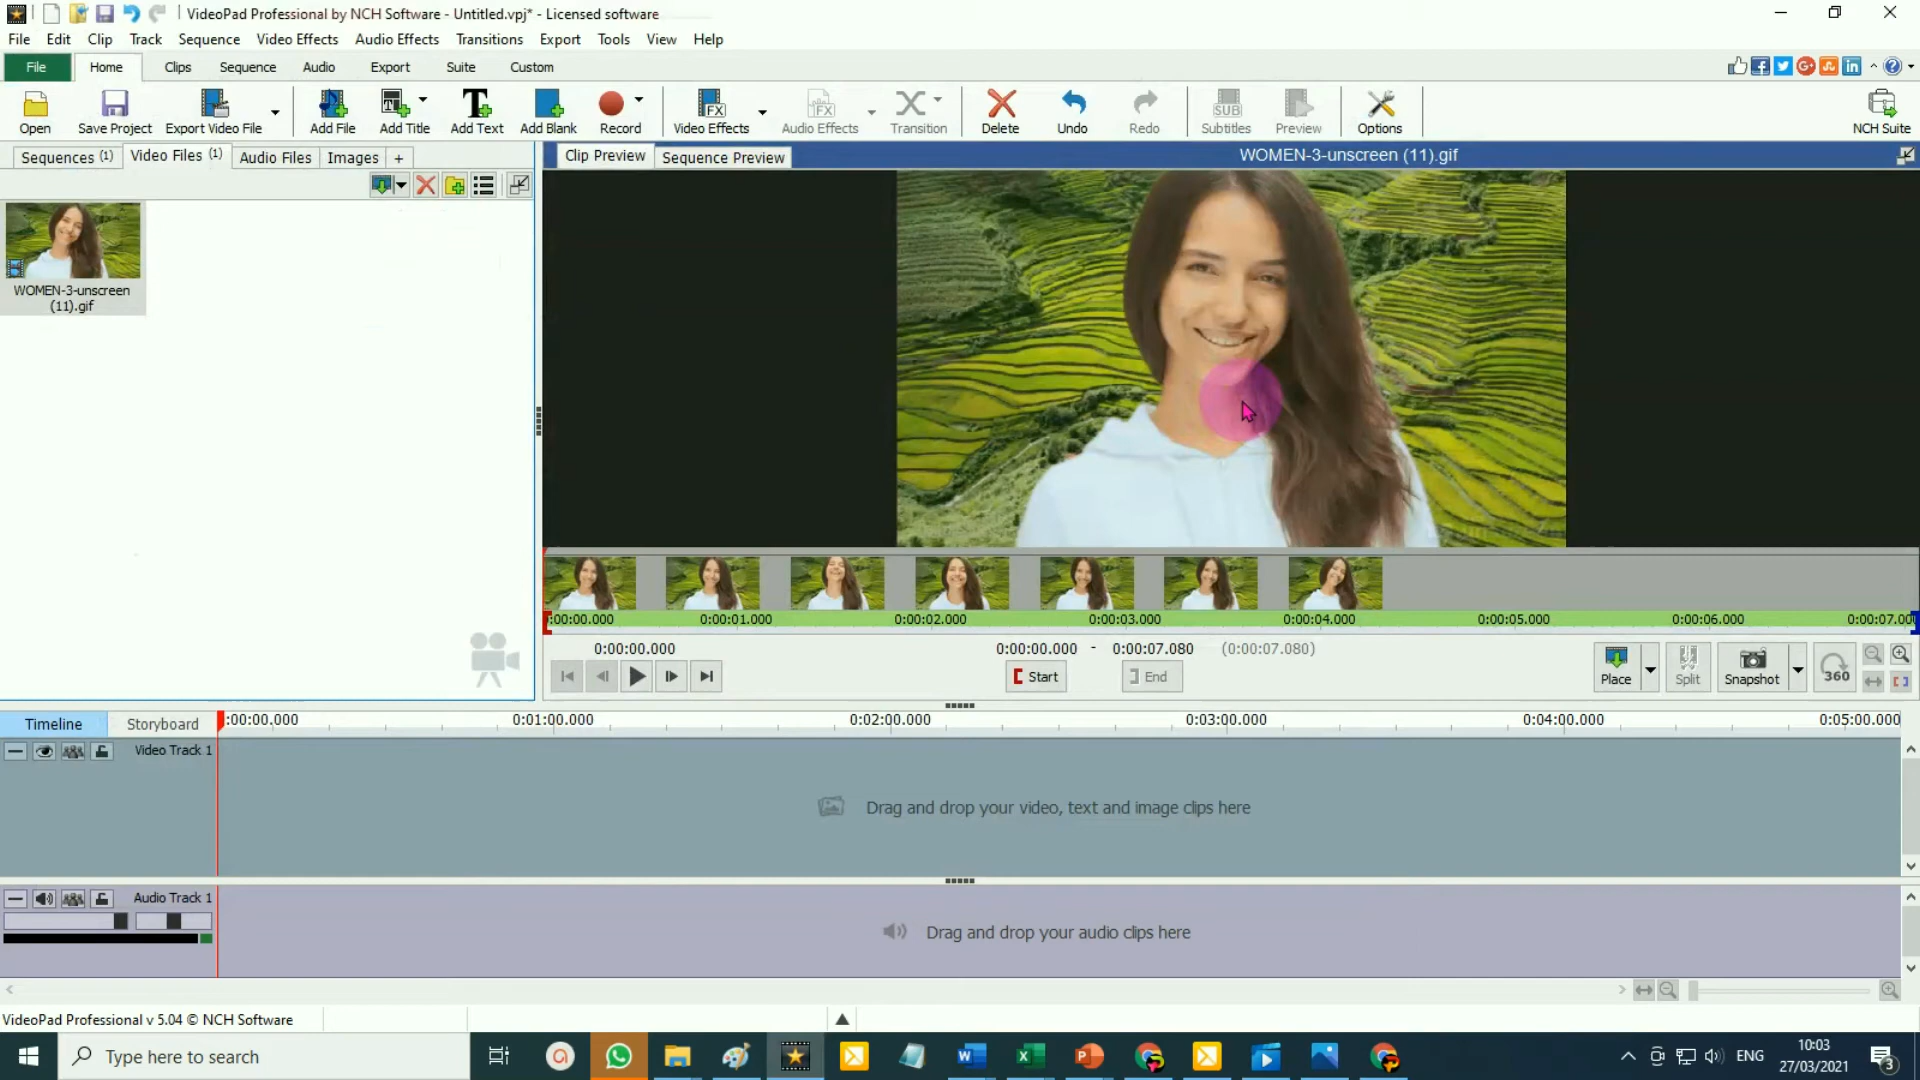 VideoPad Professional by NCH Software - Untitled.vpj* - Licensed software
File Edit Clip Track Sequence Video Effects Audio Effects Transitions Export Tools View Help
File Home Clips Sequence Audio Export Suite Custom
Open Save Project Export Video File Add File Add Title Add Text Add Blank Record Video Effects Audio Effects Transition Delete Undo Redo Subtitles Preview Options NCH Suite
Sequences (1) Video Files (1) Audio Files Images +
Clip Preview Sequence Preview WOMEN-3-unscreen (11).gif
WOMEN-3-unscreen
(11).gif
:00:00.000 0:00:01.000 0:00:02.000 0:00:03.000 0:00:04.000 0:00:05.000 0:00:06.000 0:00:07.00
0:00:00.000 0:00:00.000 - 0:00:07.080 (0:00:07.080)
Start End Place Split Snapshot 360
Timeline Storyboard :00:00.000 0:01:00.000 0:02:00.000 0:03:00.000 0:04:00.000 0:05:00.000
Video Track 1
Drag and drop your video, text and image clips here
Audio Track 1
Drag and drop your audio clips here
VideoPad Professional v 5.04 © NCH Software
Type here to search
ENG
10:03
27/03/2021
3